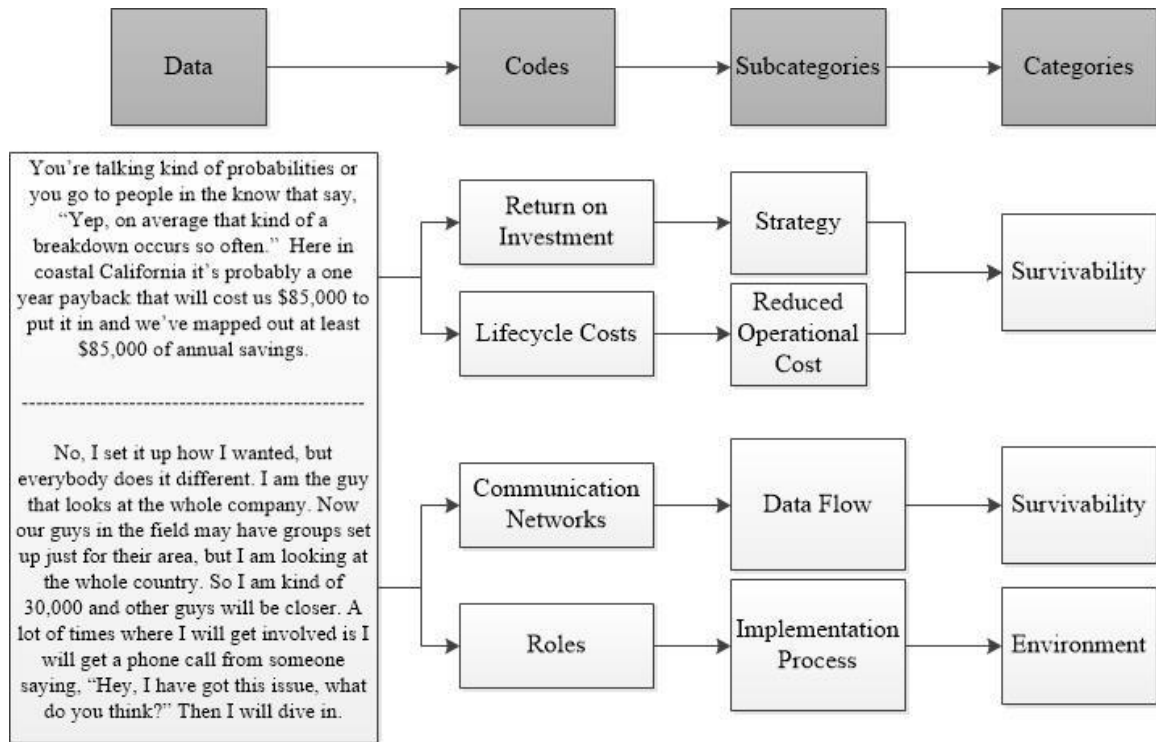 Data
Codes
Subcategories
Categories
You’re talking kind of probabilities or
you go to people in the know that say,
“Yep, on average that kind of a
breakdown occurs so often.”  Here in
coastal California it’s probably a one
year payback that will cost us $85,000 to
put it in and we’ve mapped out at least
$85,000 of annual savings.
------------------------------------------------
No, I set it up how I wanted, but
everybody does it different. I am the guy
that looks at the whole company. Now
our guys in the field may have groups set
up just for their area, but I am looking at
the whole country. So I am kind of
30,000 and other guys will be closer. A
lot of times where I will get involved is I
will get a phone call from someone
saying, “Hey, I have got this issue, what
do you think?” Then I will dive in.
Return on
Investment
Strategy
Survivability
Lifecycle Costs
Reduced
Operational
Cost
Communication
Networks
Data Flow
Survivability
Roles
Implementation
Process
Environment